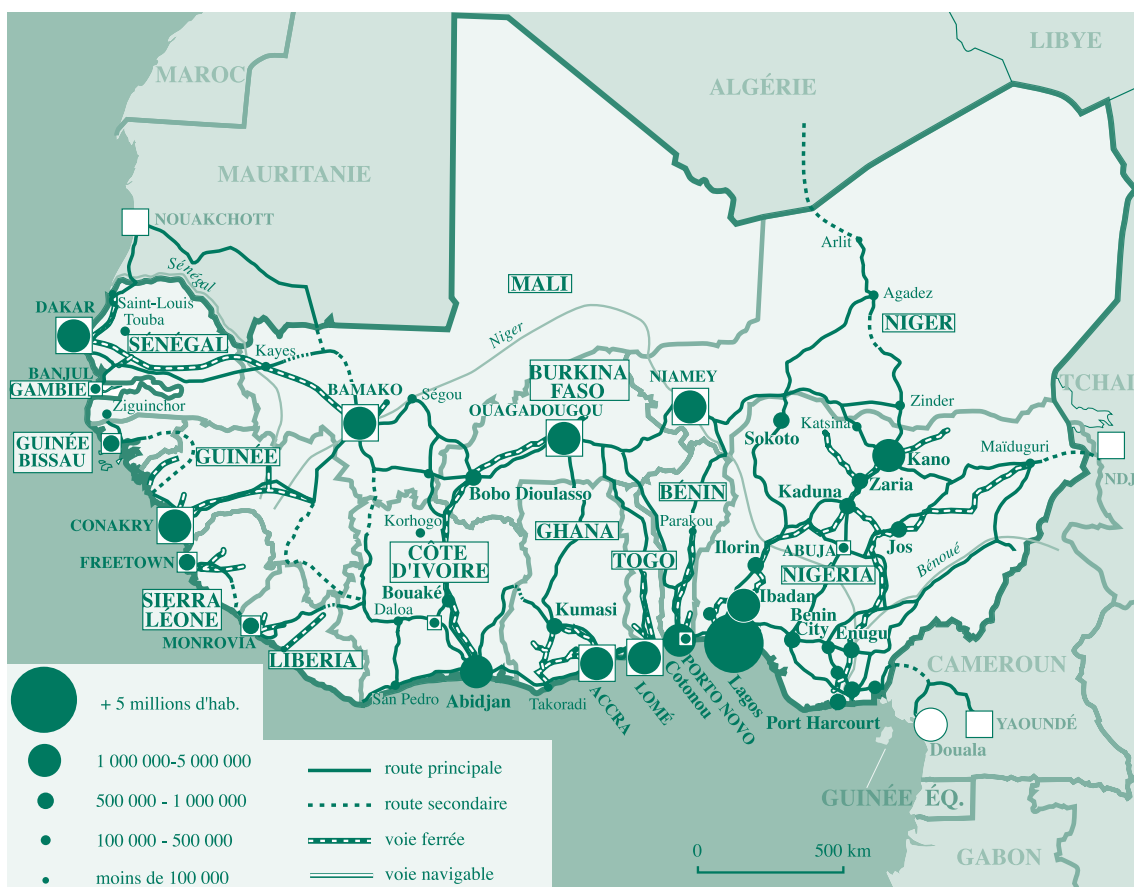 MAROC
ALGÉRIE
LIBYE
MAURITANIE
NOUAKCHOTT
Sénégal
Arlit
Agadez
MALI
NIGER
Niger
DAKAR
Saint-Louis
Touba
SÉNÉGAL
Kayes
BANJUL
GAMBIE
Ziguinchor
BAMAKO
Ségou
BURKINA
FASO
OUAGADOUGOU
NIAMEY
TCHAD
Zinder
Sokoto
Katsina
Kano
Maïduguri
NDJ
GUINÉE
BISSAU
GUINÉE
Bobo Dioulasso
BÉNIN
Zaria
Kaduna
CONAKRY
Korhogo
GHANA
Parakou
FREETOWN
CÔTE
D'IVOIRE
TOGO
Ilorin
ABUJA
Jos
Bénoué
NIGÉRIA
SIERRA
LÉONE
Bouaké
Daloa
Kumasi
Ibadan
Benin
City
Enugu
MONROVIA
LIBERIA
CAMEROUN
San Pedro
Abidjan
Takoradi
ACCRA
LOMÉ
Cotonou
PORTO NOVO
Lagos
Port Harcourt
Douala
YAOUNDÉ
GUINÉE ÉQ.
GABON
+ 5 millions d'hab.
1 000 000-5 000 000
500 000 - 1 000 000
100 000 - 500 000
moins de 100 000
route principale
route secondaire
voie ferrée
voie navigable
0 500 km